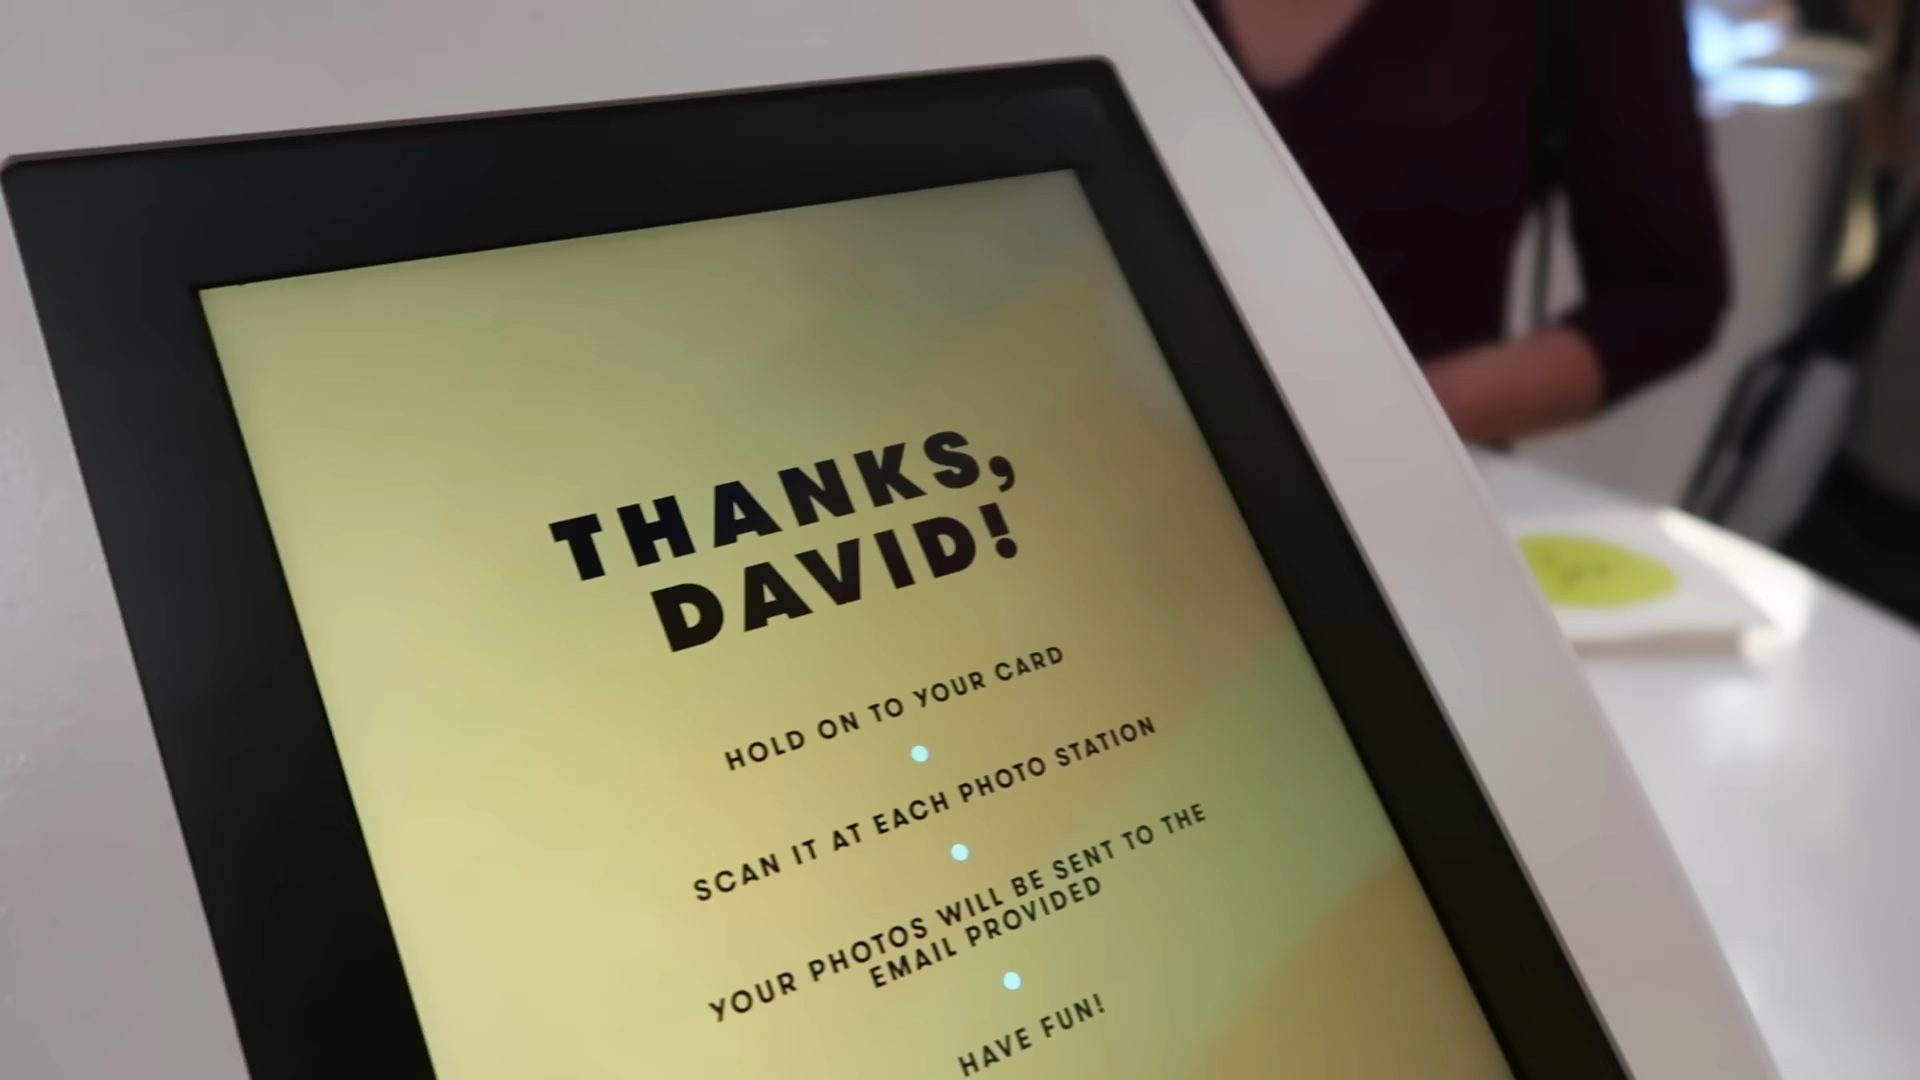 THANKS,
DAVID!
HOLD ON TO YOUR CARD
SCAN IT AT EACH PHOTO STATION
YOUR PHOTOS WILL BE SENT TO THE
EMAIL PROVIDED
HAVE FUN!